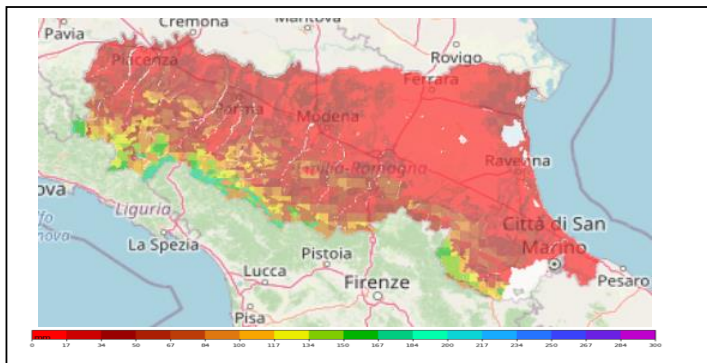 Cremona
Mantova
Pavia
Rovigo
Piacenza
Ferrara
Parma
Modena
Emilia-Romagna
Ravenna
Liguria
Città di San
Marino
La Spezia
Pistoia
Pesaro
Lucca
Firenze
Pisa
mm
0 17 34 50 67 84 100 117 134 150 167 184 200 217 234 250 267 284 300